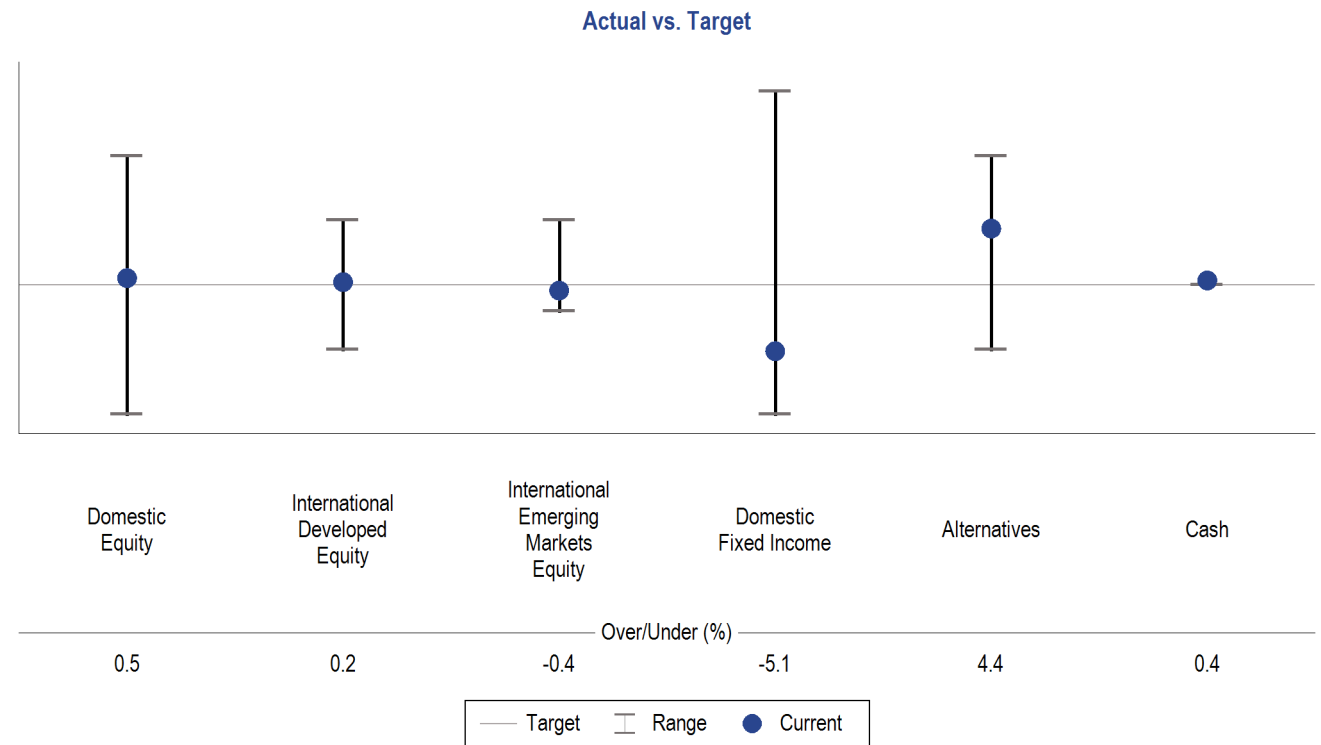 Actual vs. Target
Domestic
Equity
International
Developed
Equity
International
Emerging
Markets
Equity
Domestic
Fixed Income
Alternatives
Cash
Over/Under (%)
0.5 0.2 -0.4 -5.1 4.4 0.4
Target Range Current